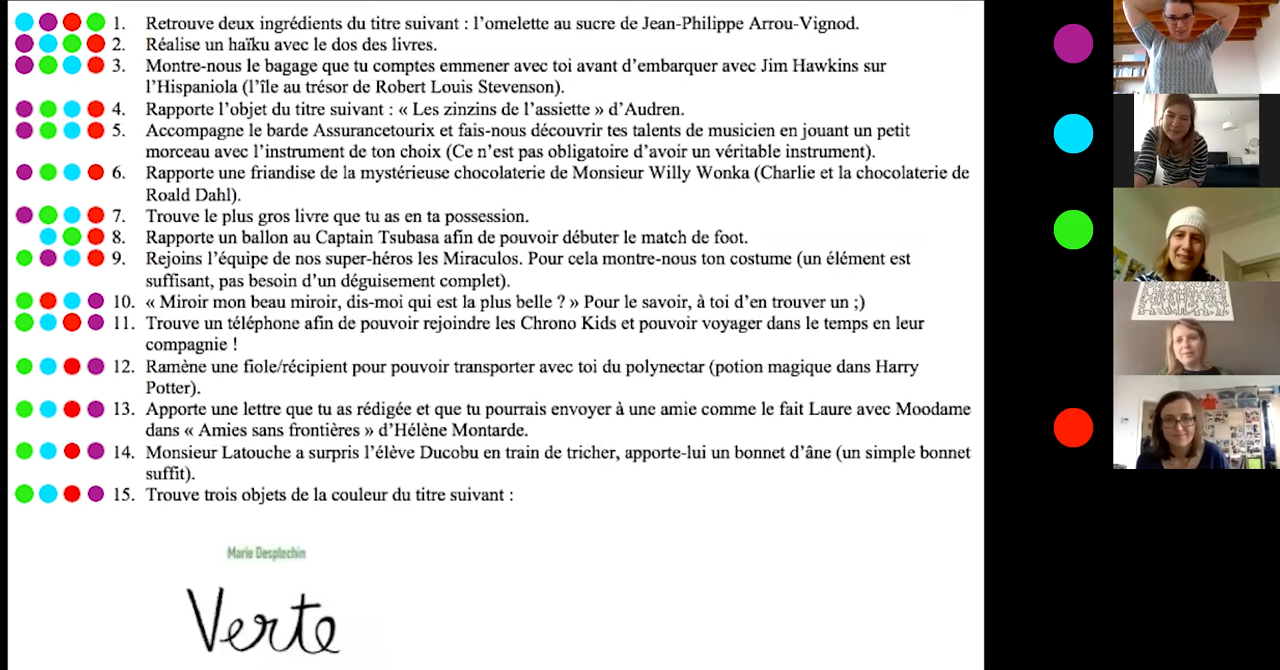 1. Retrouve deux ingrédients du titre suivant : l’omelette au sucre de Jean-Philippe Arrou-Vignod.
2. Réalise un haïku avec le dos des livres.
3. Montre-nous le bagage que tu comptes emmener avec toi avant d’embarquer avec Jim Hawkins sur
l’Hispaniola (l’île au trésor de Robert Louis Stevenson).
4. Rapporte l’objet du titre suivant : « Les zinzins de l’assiette » d’Audren.
5. Accompagne le barde Assurancetourix et fais-nous découvrir tes talents de musicien en jouant un petit
morceau avec l’instrument de ton choix (Ce n’est pas obligatoire d’avoir un véritable instrument).
6. Rapporte une friandise de la mystérieuse chocolaterie de Monsieur Willy Wonka (Charlie et la chocolaterie de
Roald Dahl).
7. Trouve le plus gros livre que tu as en ta possession.
8. Rapporte un ballon au Captain Tsubasa afin de pouvoir débuter le match de foot.
9. Rejoins l’équipe de nos super-héros les Miraculos. Pour cela montre-nous ton costume (un élément est
suffisant, pas besoin d’un déguisement complet).
10. « Miroir mon beau miroir, dis-moi qui est la plus belle ? » Pour le savoir, à toi d’en trouver un ;)
11. Trouve un téléphone afin de pouvoir rejoindre les Chrono Kids et pouvoir voyager dans le temps en leur
compagnie !
12. Ramène une fiole/récipient pour pouvoir transporter avec toi du polynectar (potion magique dans Harry
Potter).
13. Apporte une lettre que tu as rédigée et que tu pourrais envoyer à une amie comme le fait Laure avec Moodame
dans « Amies sans frontières » d’Hélène Montarde.
14. Monsieur Latouche a surpris l’élève Ducobu en train de tricher, apporte-lui un bonnet d’âne (un simple bonnet
suffit).
15. Trouve trois objets de la couleur du titre suivant :
Marie Desplechin
Verte